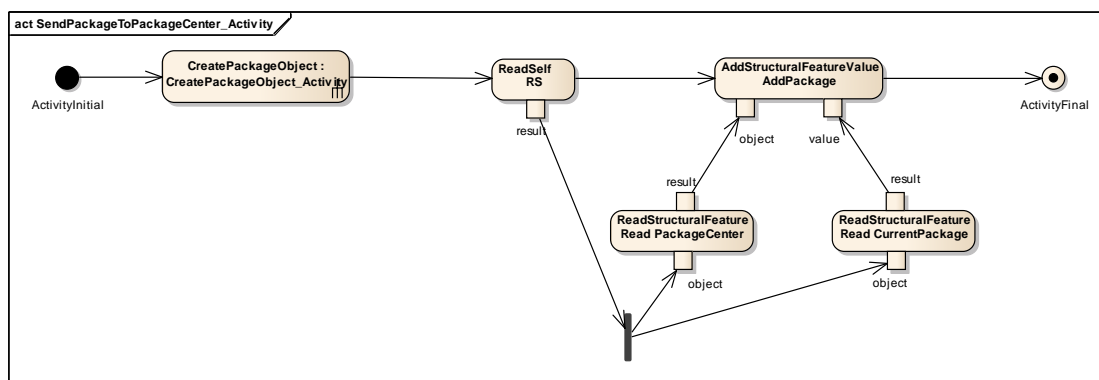 act SendPackageToPackageCenter_Activity
CreatePackageObject :
CreatePackageObject_Activity
ActivityInitial
ReadSelf
RS
result
AddStructuralFeatureValue
AddPackage
object
value
ActivityFinal
result
result
ReadStructuralFeature
Read PackageCenter
ReadStructuralFeature
Read CurrentPackage
object
object